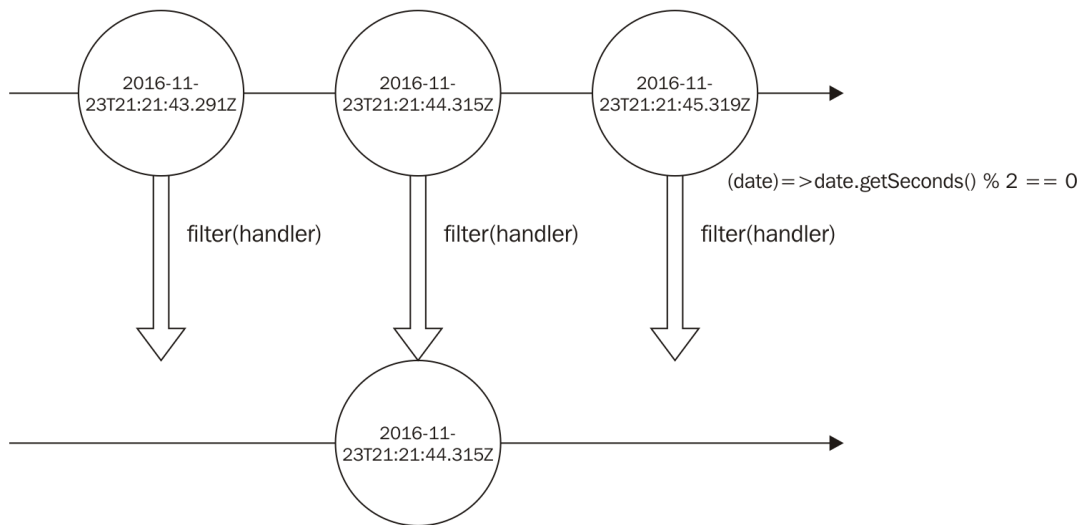 2016-11-
23T21:21:43.291Z
2016-11-
23T21:21:44.315Z
2016-11-
23T21:21:45.319Z
(date)=>date.getSeconds() % 2 == 0
filter(handler)
filter(handler)
filter(handler)
2016-11-
23T21:21:44.315Z